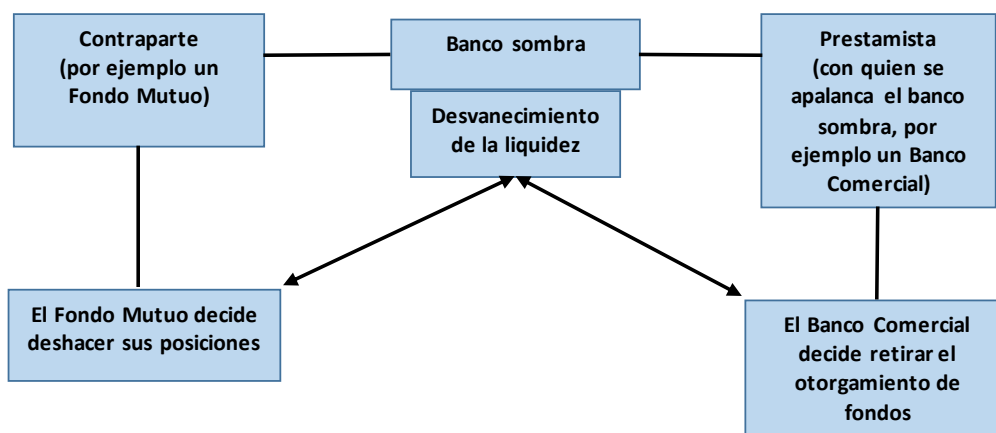 Contraparte
(por ejemplo un
Fondo Mutuo)
Banco sombra
Desvanecimiento
de la liquidez
Prestamista
(con quien se
apalanca el banco
sombra, por
ejemplo un Banco
Comercial)
El Fondo Mutuo decide
deshacer sus posiciones
El Banco Comercial
decide retirar el
otorgamiento de
fondos